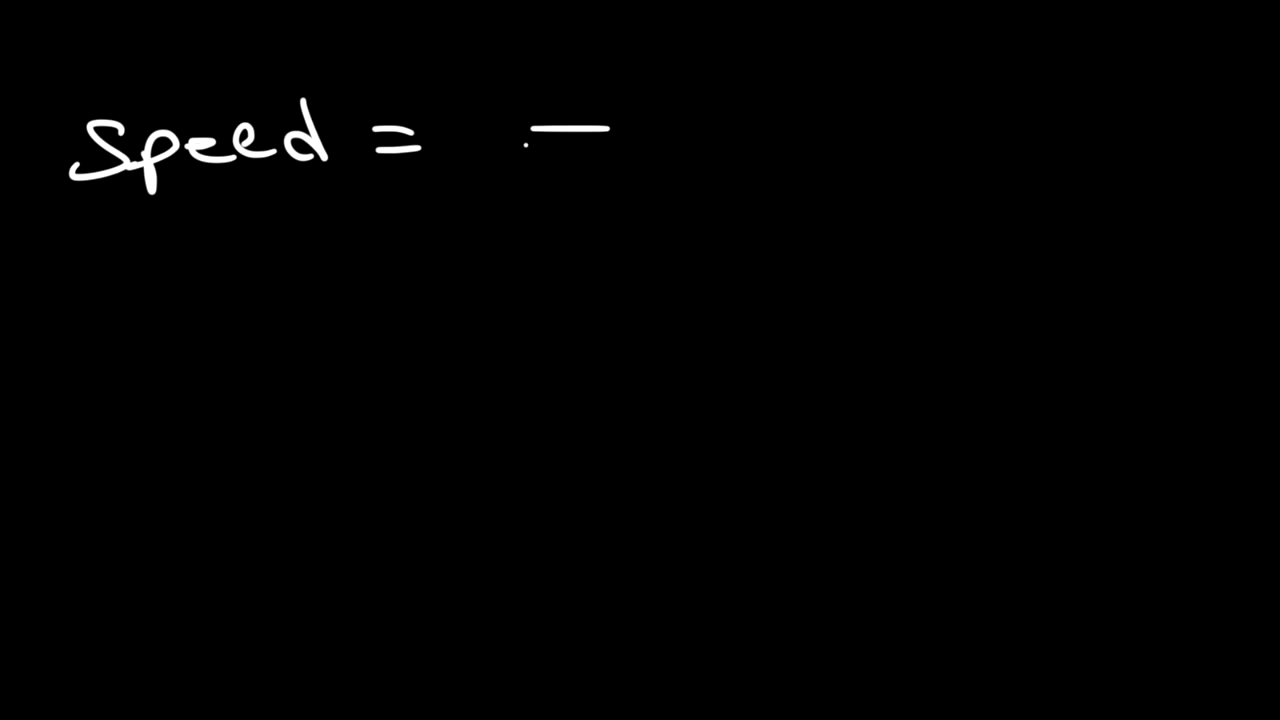 Speed = —